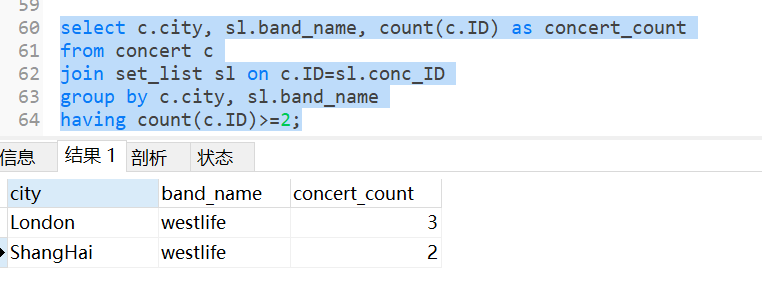 59
60 select c.city, sl.band_name, count(c.ID) as concert_count
61 from concert c
62 join set_list sl on c.ID=sl.conc_ID
63 group by c.city, sl.band_name
64 having count(c.ID)>=2;
信息 结果 1 剖析 状态
city band_name concert_count
London westlife 3
ShangHai westlife 2